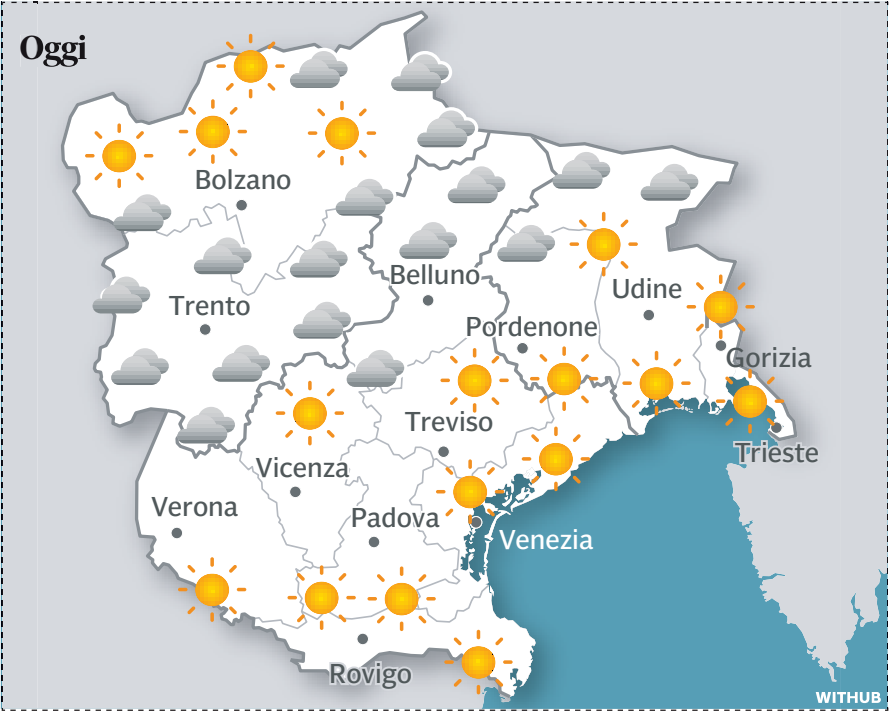 Oggi
Bolzano
Belluno
Trento
Udine
Pordenone
Gorizia
Treviso
Trieste
Vicenza
Verona
Padova
Venezia
Rovigo
WITHUB